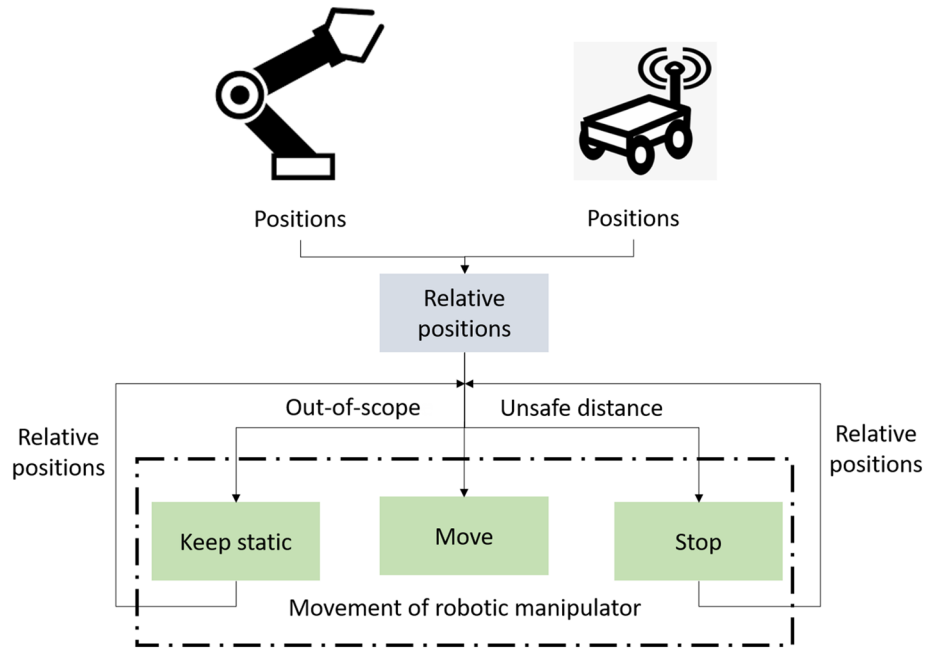 Positions
Positions
Relative
positions
Out-of-scope
Unsafe distance
Relative
positions
Relative
positions
Keep static
Move
Stop
Movement of robotic manipulator